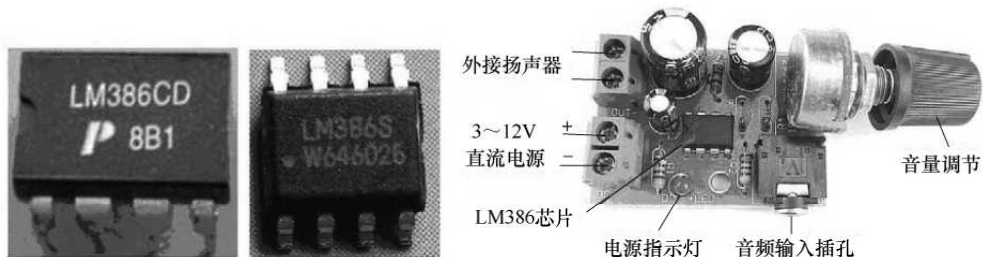 LM386CD
8B1
LM386S
W646026
外接扬声器
3～12V
直流电源
+
−
LM386芯片
电源指示灯
音频输入插孔
音量调节